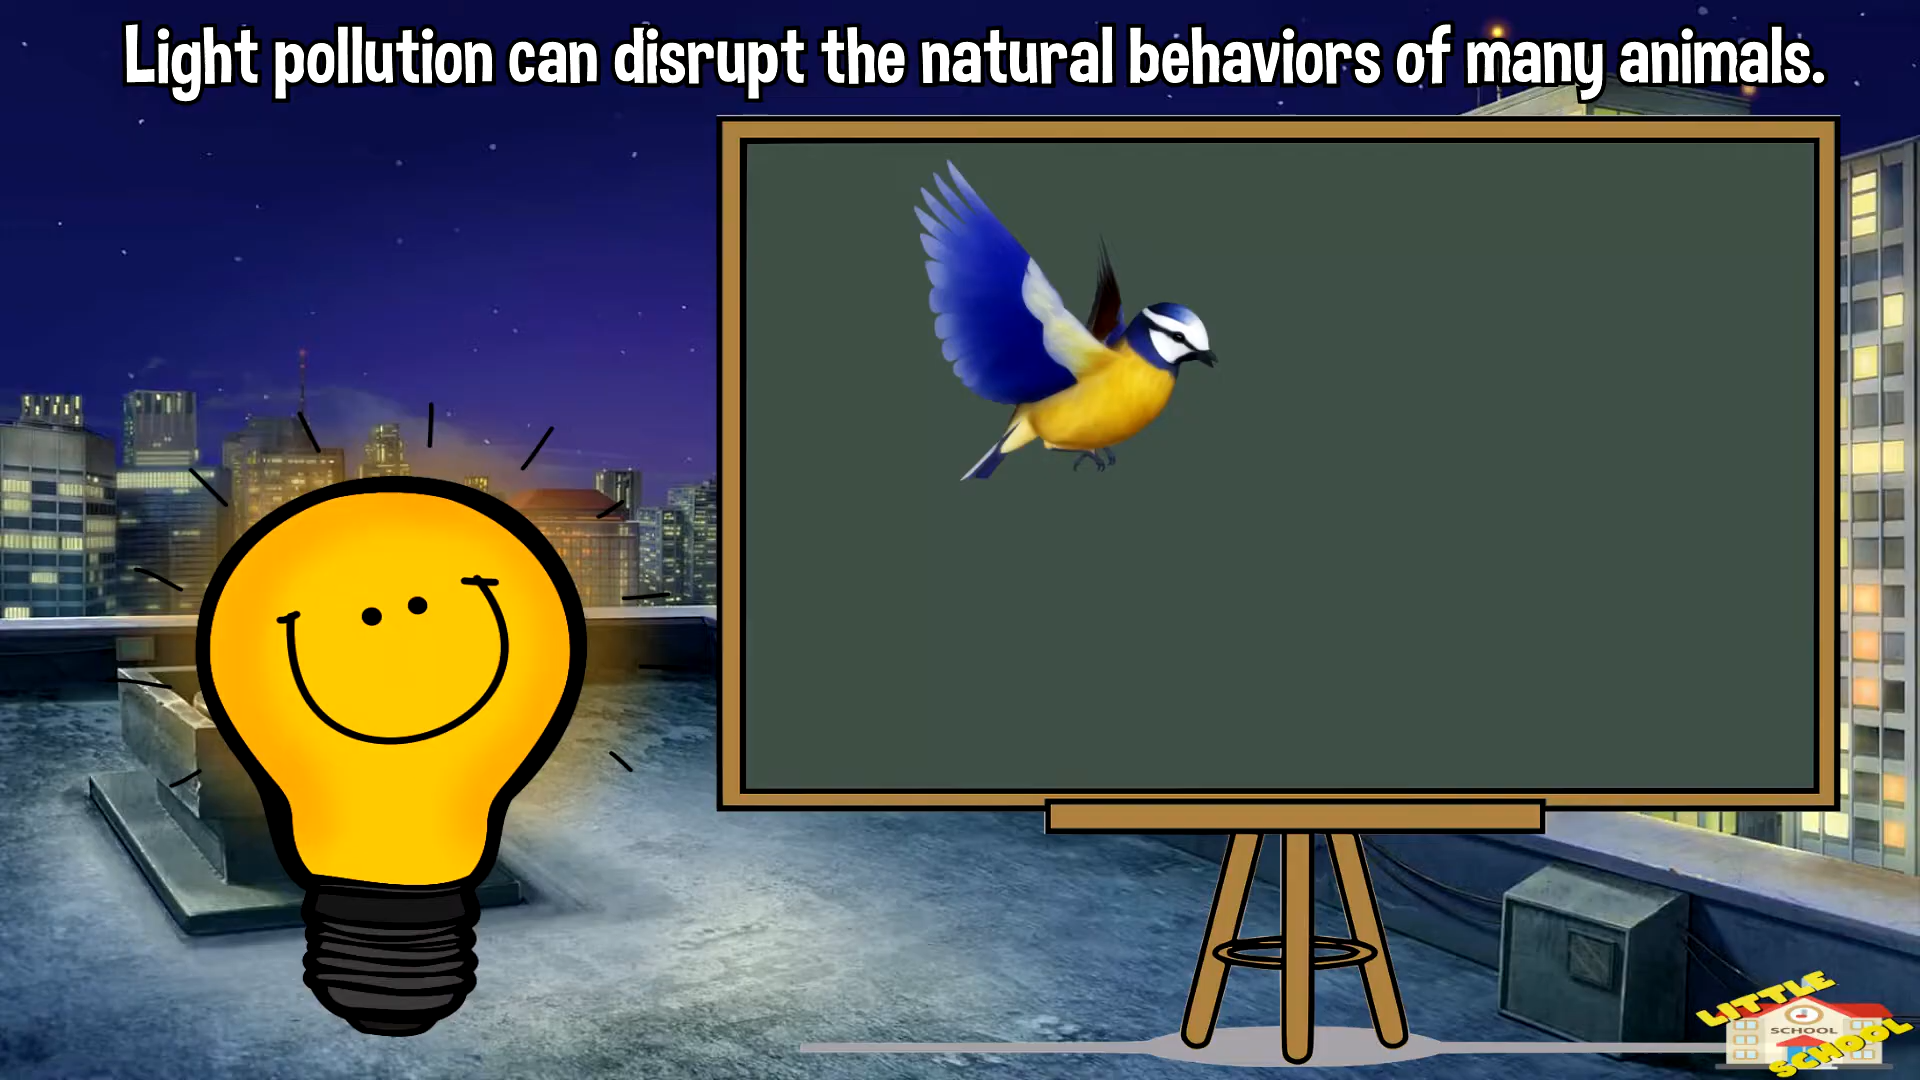 Light pollution can disrupt the natural behaviors of many animals.
LITTLE
SCHOOL
SCHOOL